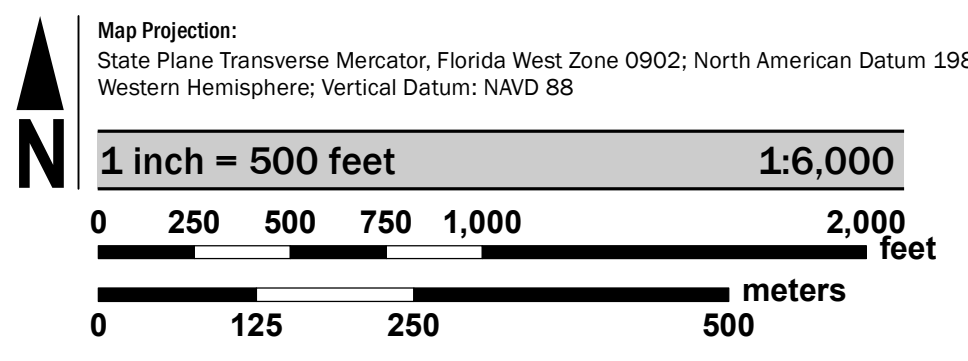 Map Projection:
State Plane Transverse Mercator, Florida West Zone 0902; North American Datum 198
Western Hemisphere; Vertical Datum: NAVD 88
N
1 inch = 500 feet 1:6,000
0 250 500 750 1,000 2,000
feet
meters
0 125 250 500